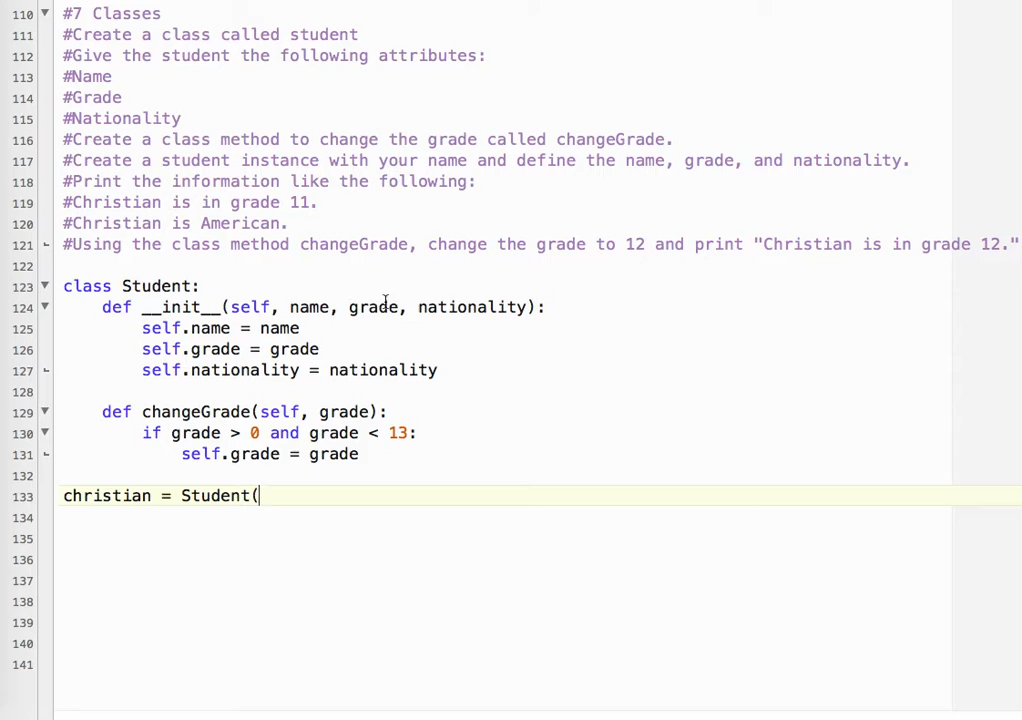 110 #7 Classes
111 #Create a class called student
112 #Give the student the following attributes:
113 #Name
114 #Grade
115 #Nationality
116 #Create a class method to change the grade called changeGrade.
117 #Create a student instance with your name and define the name, grade, and nationality.
118 #Print the information like the following:
119 #Christian is in grade 11.
120 #Christian is American.
121 #Using the class method changeGrade, change the grade to 12 and print "Christian is in grade 12."
122
123 class Student:
124     def __init__(self, name, grade, nationality):
125         self.name = name
126         self.grade = grade
127         self.nationality = nationality
128
129     def changeGrade(self, grade):
130         if grade > 0 and grade < 13:
131             self.grade = grade
132
133 christian = Student(
134
135
136
137
138
139
140
141